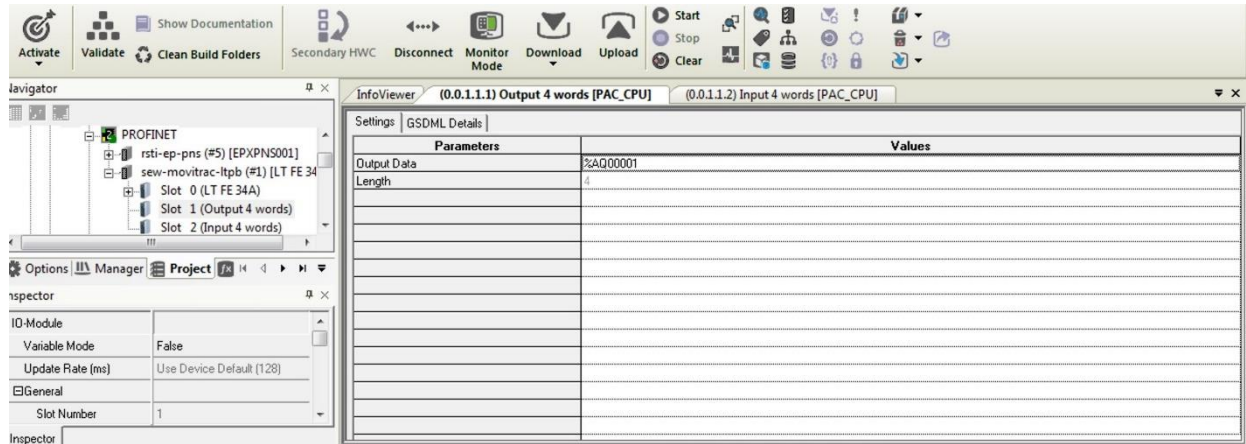 Activate
Validate
Show Documentation
Clean Build Folders
Secondary HWC
Disconnect
Monitor Mode
Download
Upload
Start
Stop
Clear
Navigator
PROFINET
rsti-ep-pns (#5) [EPXPNS001]
sew-movitrac-ltpb (#1) [LT FE 34
Slot 0 (LT FE 34A)
Slot 1 (Output 4 words)
Slot 2 (Input 4 words)
Options Manager Project
nspector
IO-Module
Variable Mode False
Update Rate (ms) Use Device Default (128)
General
Slot Number 1
Inspector
InfoViewer (0.0.1.1.1) Output 4 words [PAC_CPU] (0.0.1.1.2) Input 4 words [PAC_CPU]
Settings GSDML Details
Parameters Values
Output Data %AQ00001
Length 4